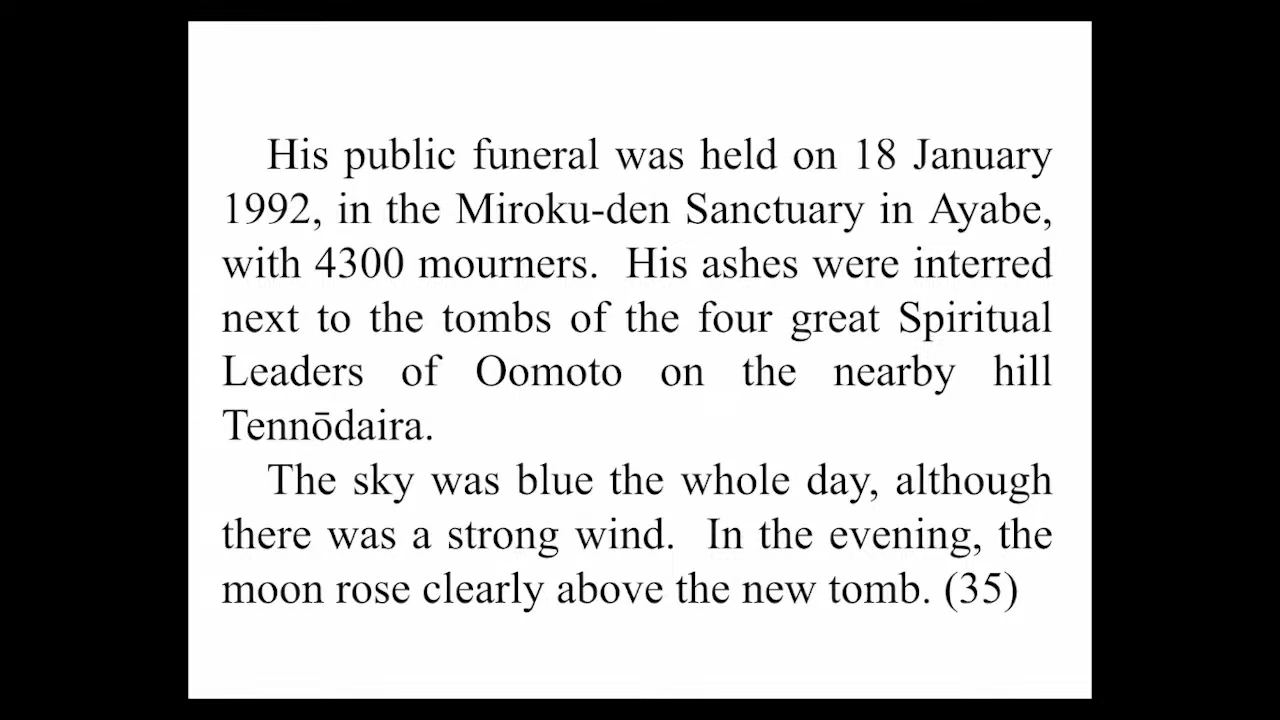 His public funeral was held on 18 January
1992, in the Miroku-den Sanctuary in Ayabe,
with 4300 mourners.  His ashes were interred
next to the tombs of the four great Spiritual
Leaders of Oomoto on the nearby hill
Tennōdaira.
The sky was blue the whole day, although
there was a strong wind.  In the evening, the
moon rose clearly above the new tomb. (35)